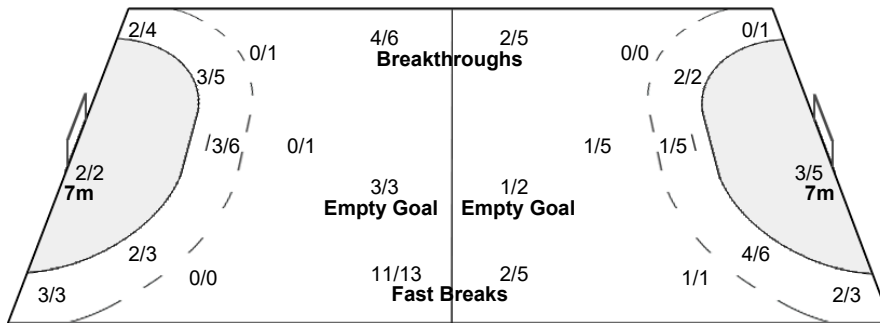 2/4 0/1 4/6 2/5 0/0 0/1
Breakthroughs
3/5 2/2
3/6 0/1 1/5 1/5
2/2 3/5
7m 7m
3/3 1/2
Empty Goal Empty Goal
2/3 4/6
0/0 11/13 2/5 1/1
3/3 2/3
Fast Breaks